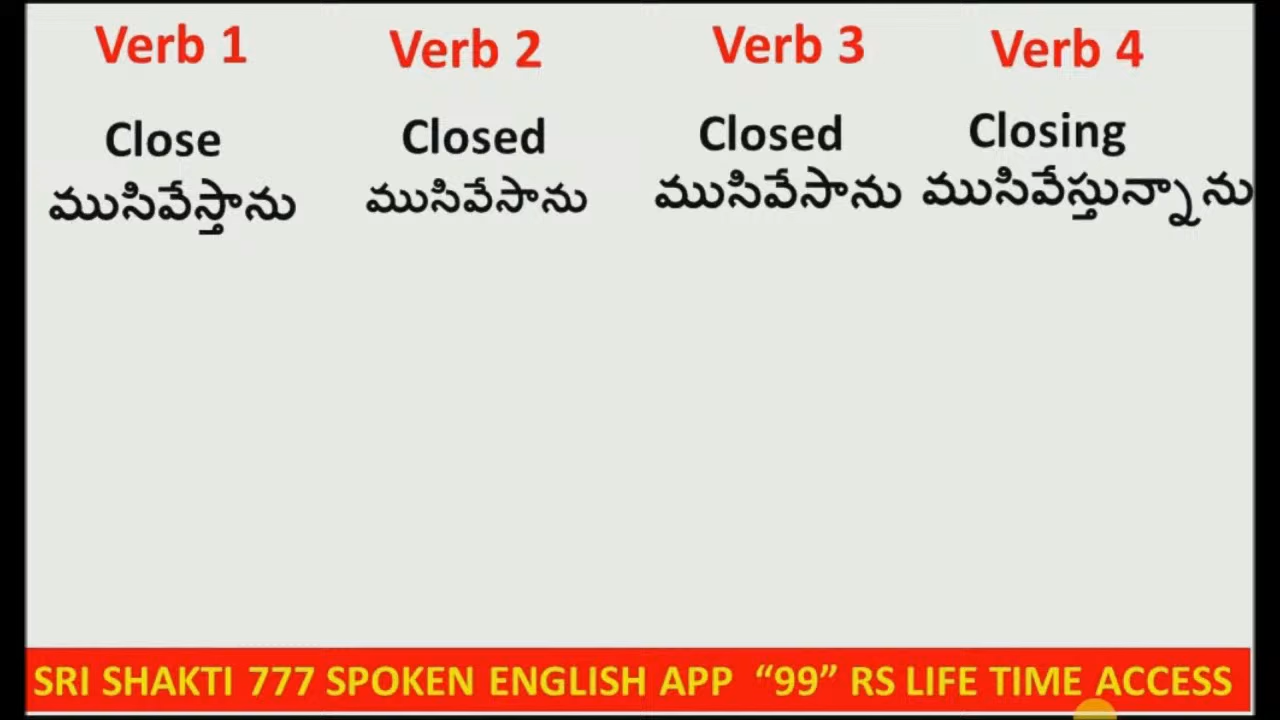 Verb 1 Verb 2 Verb 3 Verb 4
Close Closed Closed Closing
ముసివేస్తాను ముసివేసాను ముసివేసాను ముసివేస్తున్నాను
SRI SHAKTI 777 SPOKEN ENGLISH APP “99” RS LIFE TIME ACCESS